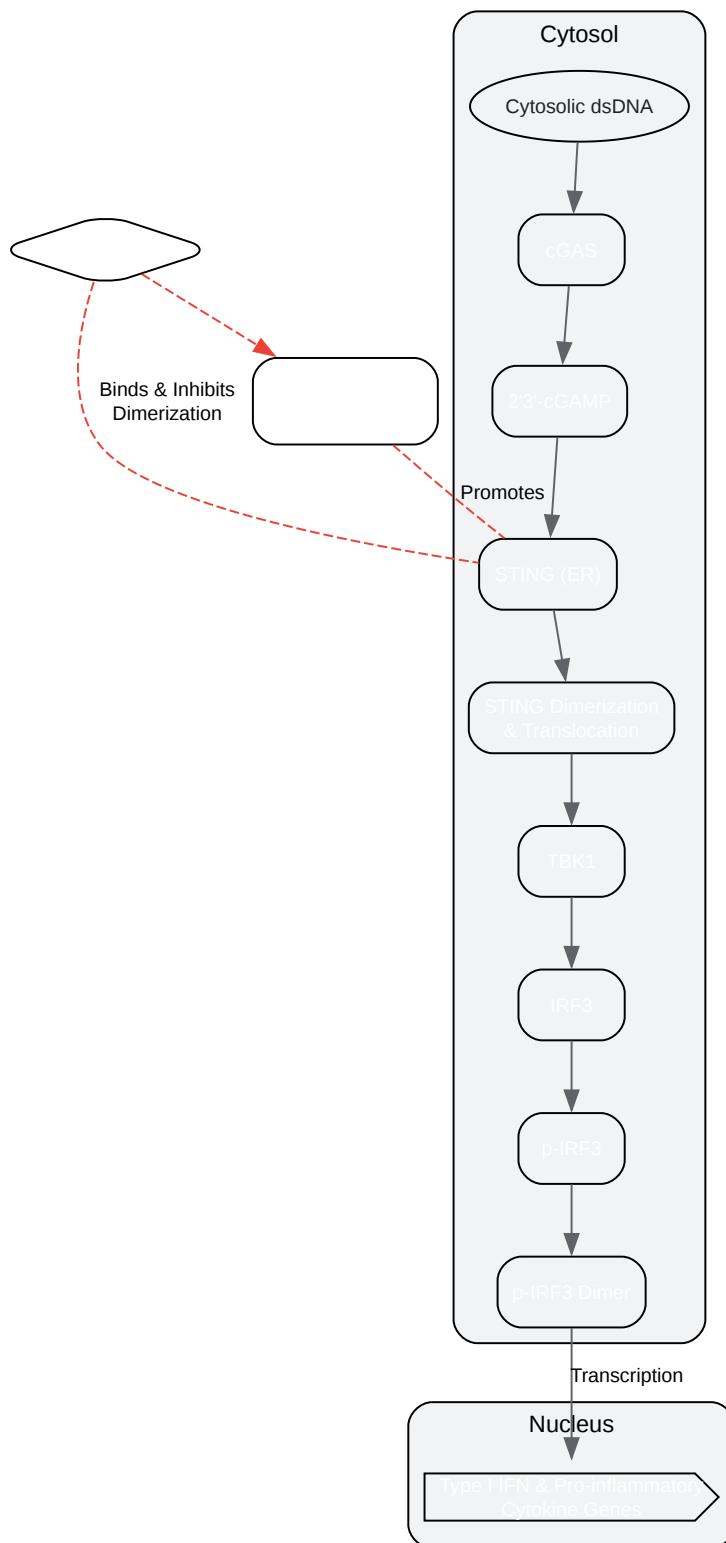 Cytosol
Cytosolic dsDNA
cGAS
2'3'-cGAMP
Binds & Inhibits
Dimerization
Promotes
STING (ER)
STING Dimerization
& Translocation
TBK1
IRF3
p-IRF3
p-IRF3 Dimer
Transcription
Nucleus
Type I IFN & Pro-inflammatory
Cytokine Genes